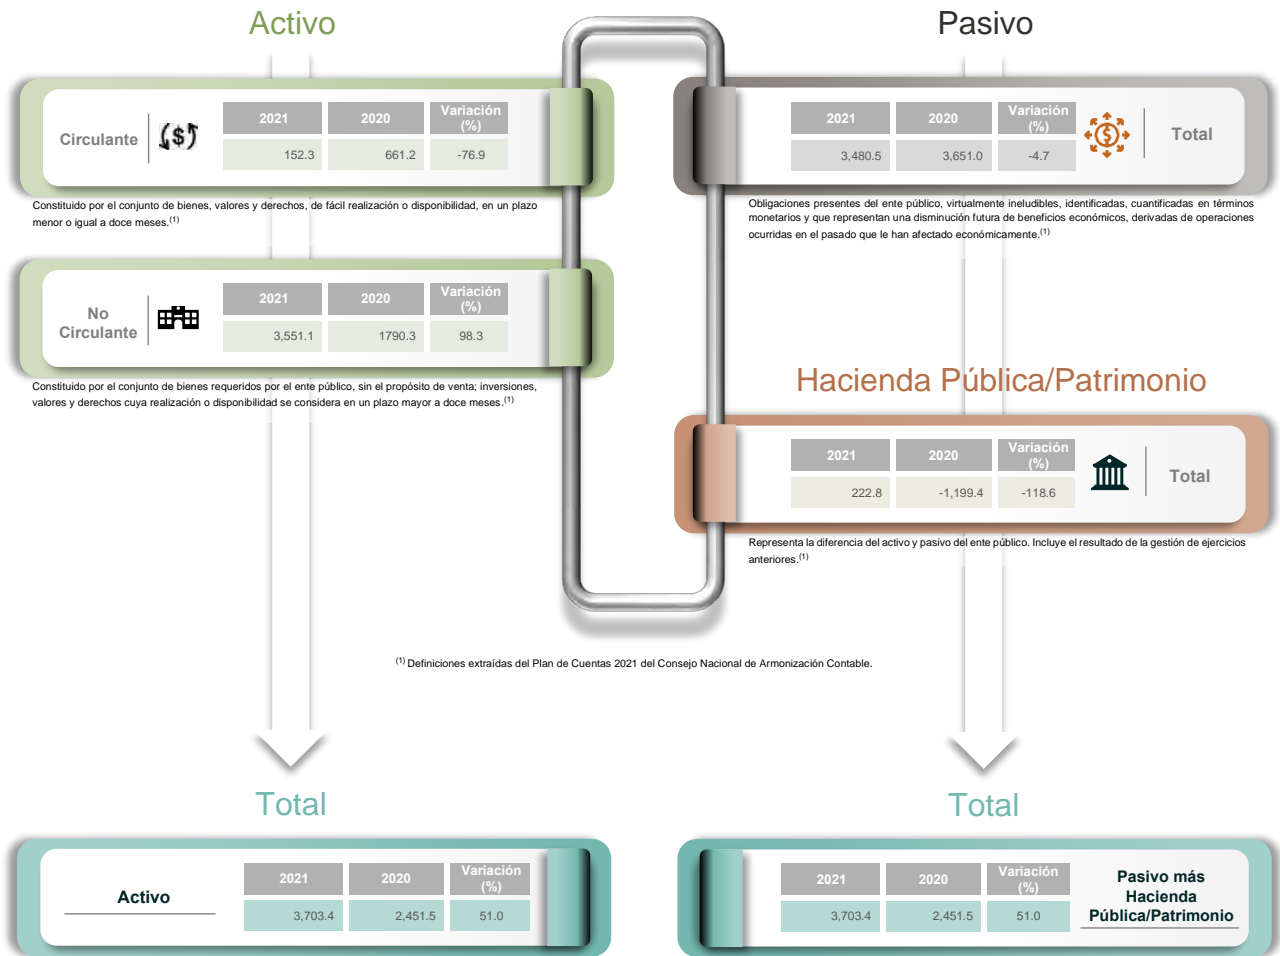 Activo
Circulante
2021 2020 Variación (%)
152.3 661.2 -76.9
Constituido por el conjunto de bienes, valores y derechos, de fácil realización o disponibilidad, en un plazo
menor o igual a doce meses.(1)
No
Circulante
2021 2020 Variación (%)
3,551.1 1790.3 98.3
Constituido por el conjunto de bienes requeridos por el ente público, sin el propósito de venta; inversiones,
valores y derechos cuya realización o disponibilidad se considera en un plazo mayor a doce meses.(1)
Pasivo
2021 2020 Variación (%)
3,480.5 3,651.0 -4.7
Total
Obligaciones presentes del ente público, virtualmente ineludibles, identificadas, cuantificadas en términos
monetarios y que representan una disminución futura de beneficios económicos, derivadas de operaciones
ocurridas en el pasado que le han afectado económicamente.(1)
Hacienda Pública/Patrimonio
2021 2020 Variación (%)
222.8 -1,199.4 -118.6
Total
Representa la diferencia del activo y pasivo del ente público. Incluye el resultado de la gestión de ejercicios
anteriores.(1)
(1) Definiciones extraídas del Plan de Cuentas 2021 del Consejo Nacional de Armonización Contable.
Total
Activo
2021 2020 Variación (%)
3,703.4 2,451.5 51.0
Total
2021 2020 Variación (%)
3,703.4 2,451.5 51.0
Pasivo más
Hacienda
Pública/Patrimonio